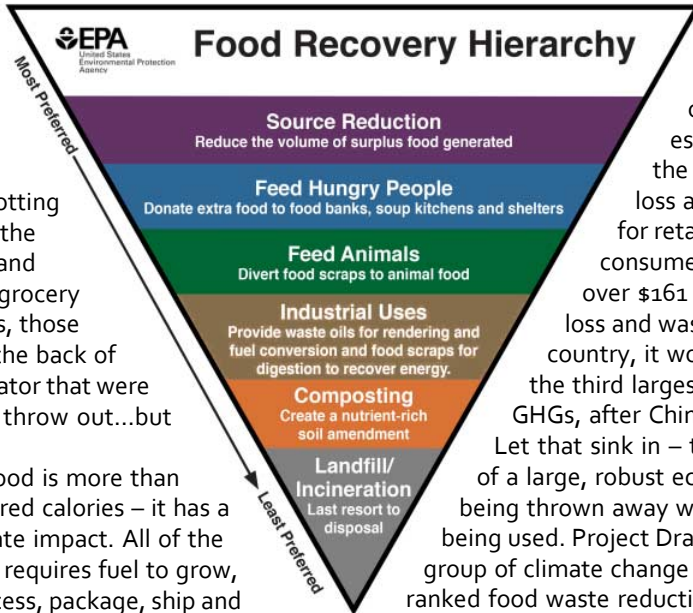 EPA
United States
Environmental Protection
Agency
Food Recovery Hierarchy
Most Preferred
Source Reduction
Reduce the volume of surplus food generated
Feed Hungry People
Donate extra food to food banks, soup kitchens and shelters
Feed Animals
Divert food scraps to animal food
Industrial Uses
Provide waste oils for rendering and
fuel conversion and food scraps for
digestion to recover energy.
Composting
Create a nutrient-rich
soil amendment
Landfill/
Incineration
Last resort to
disposal
Least Preferred
otting
the
and
grocery
s, those
the back of
ator that were
throw out...but
ood is more than
red calories – it has a
ate impact. All of the
requires fuel to grow,
cess, package, ship and
es
the
loss a
for reta
consume
over $161
loss and was
country, it wo
the third larges
GHGs, after Chin
Let that sink in – t
of a large, robust ec
being thrown away w
being used. Project Dra
group of climate change
ranked food waste reducti